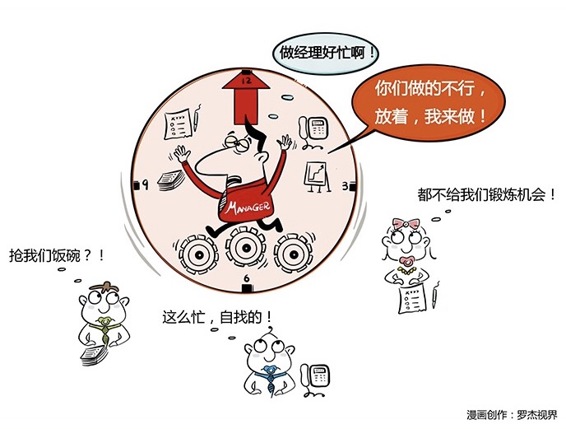 做经理好忙啊！
你们做的不行，
放着，我来做！
12
9
3
MANAGER
都不给我们锻炼机会！
抢我们饭碗？！
6
这么忙，自找的！
漫画创作：罗杰视界